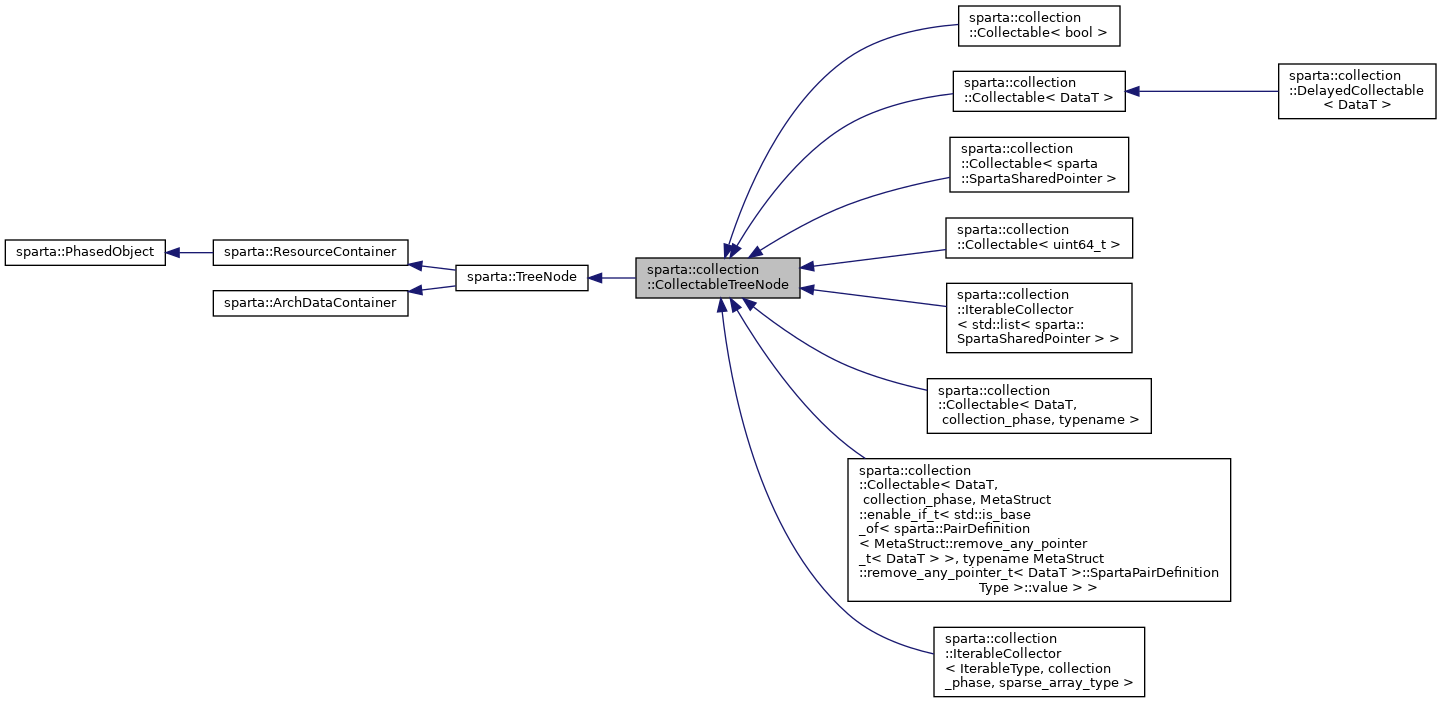 sparta::PhasedObject
sparta::ResourceContainer
sparta::ArchDataContainer
sparta::TreeNode
sparta::collection
::CollectableTreeNode
sparta::collection
::Collectable< bool >
sparta::collection
::Collectable< DataT >
sparta::collection
::DelayedCollectable
< DataT >
sparta::collection
::Collectable< sparta
::SpartaSharedPointer >
sparta::collection
::Collectable< uint64_t >
sparta::collection
::IterableCollector
< std::list< sparta::
SpartaSharedPointer > >
sparta::collection
::Collectable< DataT,
collection_phase, typename >
sparta::collection
::Collectable< DataT,
collection_phase, MetaStruct
::enable_if_t< std::is_base
_of< sparta::PairDefinition
< MetaStruct::remove_any_pointer
_t< DataT > >, typename MetaStruct
::remove_any_pointer_t< DataT >::SpartaPairDefinition
Type >::value > >
sparta::collection
::IterableCollector
< IterableType, collection
_phase, sparse_array_type >